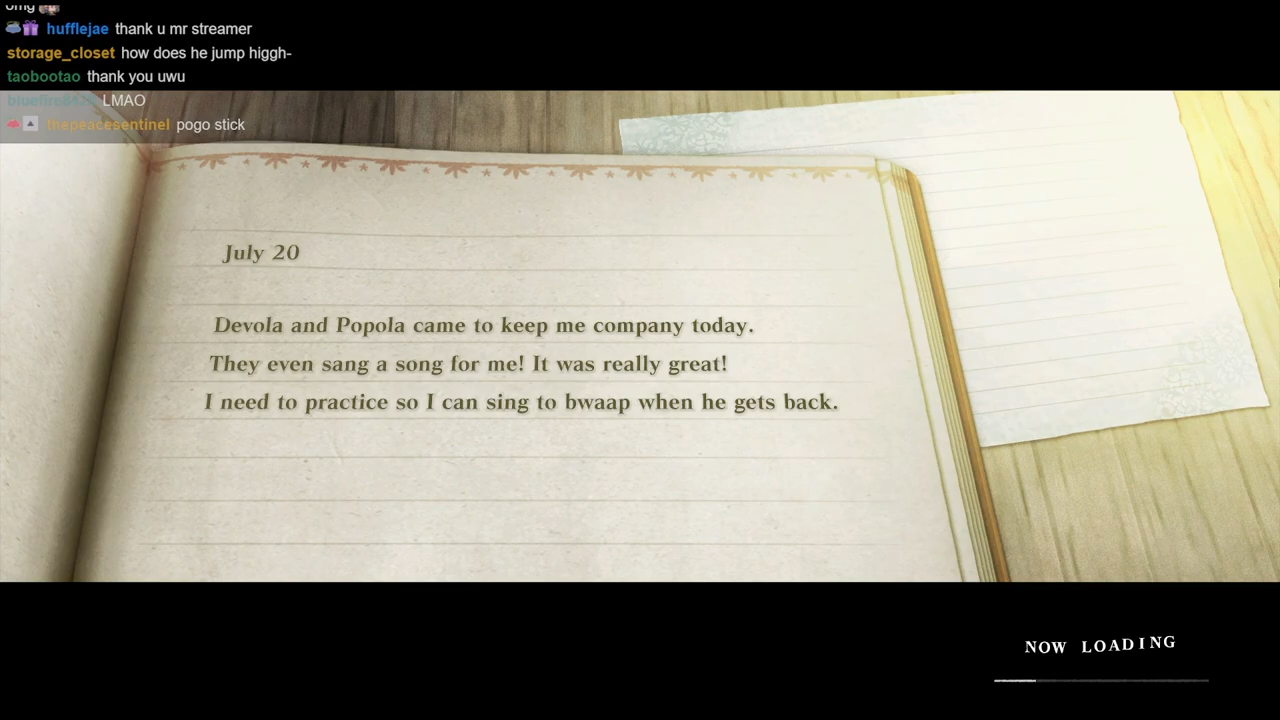 omg
hufflejae thank u mr streamer
storage_closet how does he jump higgh-
taobootao thank you uwu
LMAO
thepeacesentinel pogo stick
July 20
Devola and Popola came to keep me company today.
They even sang a song for me! It was really great!
I need to practice so I can sing to bwaap when he gets back.
NOW LOADING